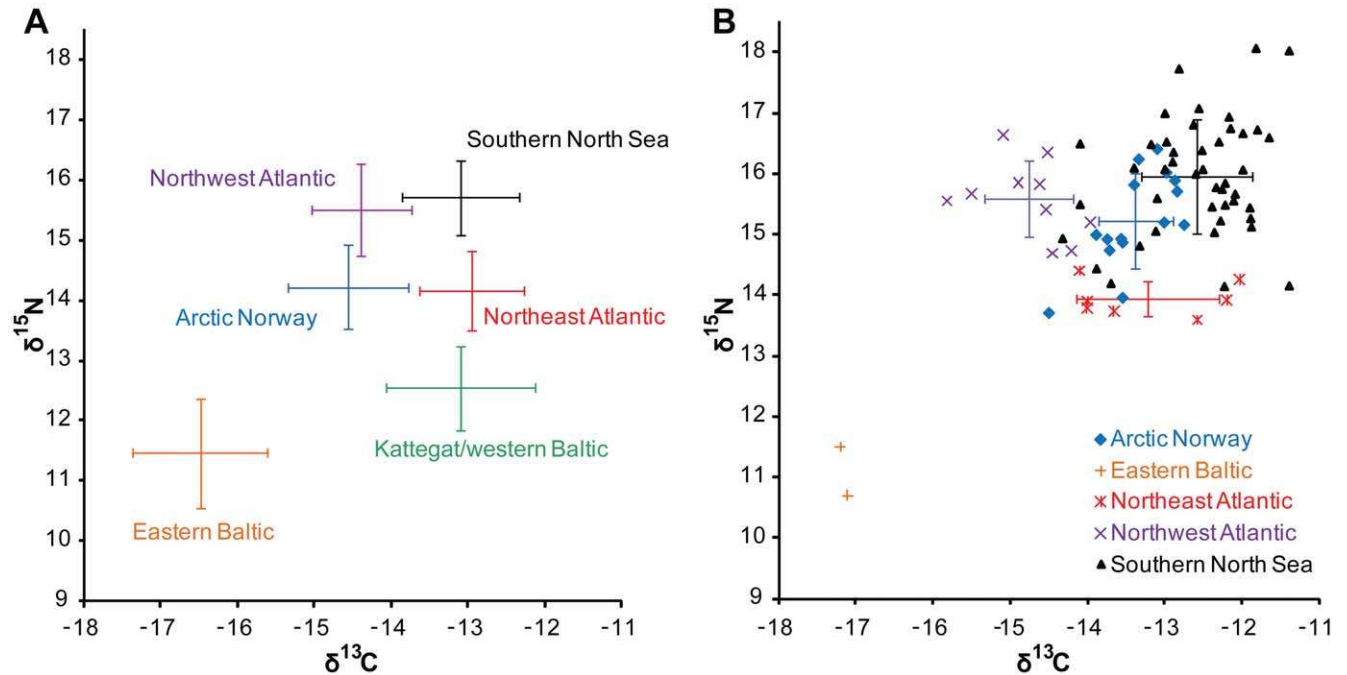 A
18
17
16
15
14
13
12
11
10
9
δ15N
-18 -17 -16 -15 -14 -13 -12 -11
δ13C
Northwest Atlantic
Southern North Sea
Arctic Norway
Northeast Atlantic
Kattegat/western Baltic
Eastern Baltic
B
18
17
16
15
14
13
12
11
10
9
δ15N
-18 -17 -16 -15 -14 -13 -12 -11
δ13C
Arctic Norway
Eastern Baltic
Northeast Atlantic
Northwest Atlantic
Southern North Sea